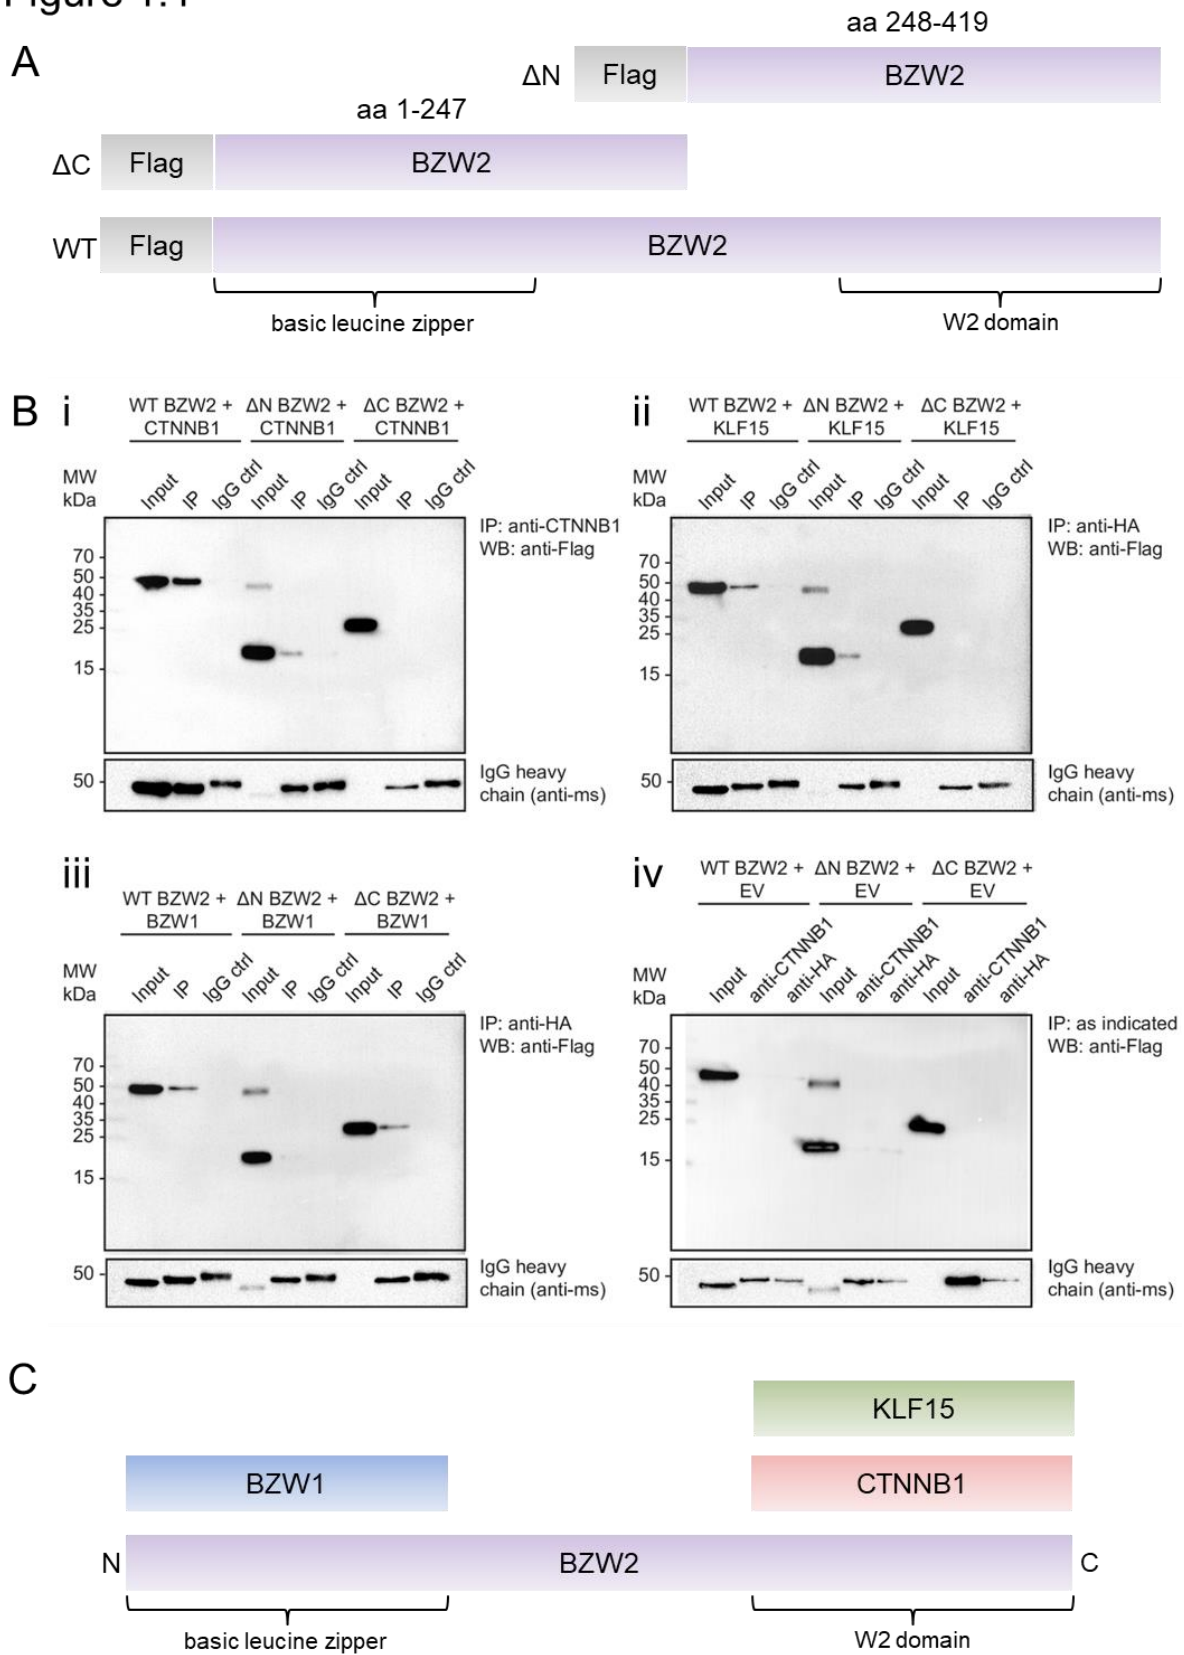 Figure 1.4
aa 248-419
A
ΔN Flag BZW2
aa 1-247
ΔC Flag BZW2
WT Flag BZW2
basic leucine zipper W2 domain
B i
WT BZW2 + ΔN BZW2 + ΔC BZW2 +
CTNNB1 CTNNB1 CTNNB1
MW
kDa
Input IP IgG ctrl Input IP IgG ctrl Input IP IgG ctrl
IP: anti-CTNNB1
WB: anti-Flag
70
50
40
35
25
15
50
IgG heavy
chain (anti-ms)
ii
WT BZW2 + ΔN BZW2 + ΔC BZW2 +
KLF15 KLF15 KLF15
MW
kDa
Input IP IgG ctrl Input IP IgG ctrl Input IP IgG ctrl
IP: anti-HA
WB: anti-Flag
70
50
40
35
25
15
50
IgG heavy
chain (anti-ms)
iii
WT BZW2 + ΔN BZW2 + ΔC BZW2 +
BZW1 BZW1 BZW1
MW
kDa
Input IP IgG ctrl Input IP IgG ctrl Input IP IgG ctrl
IP: anti-HA
WB: anti-Flag
70
50
40
35
25
15
50
IgG heavy
chain (anti-ms)
iv
WT BZW2 + ΔN BZW2 + ΔC BZW2 +
EV EV EV
MW
kDa
Input anti-CTNNB1 anti-HA Input anti-CTNNB1 anti-HA Input anti-CTNNB1 anti-HA
IP: as indicated
WB: anti-Flag
70
50
40
35
25
15
50
IgG heavy
chain (anti-ms)
C
KLF15
BZW1 CTNNB1
N BZW2 C
basic leucine zipper W2 domain